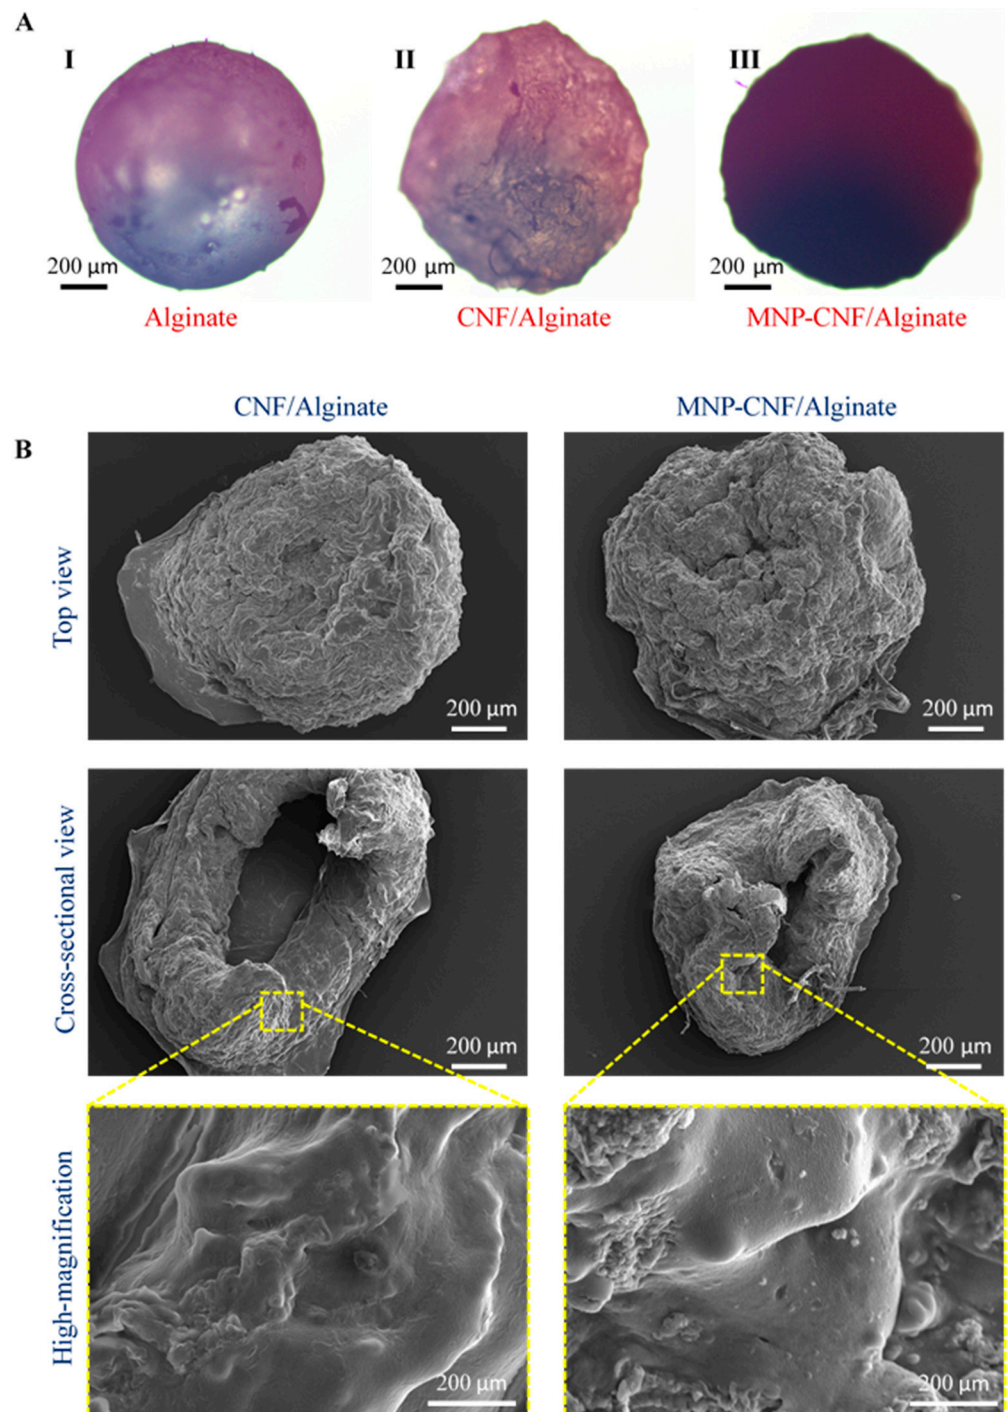 A
I
II
III
200 μm
200 μm
200 μm
Alginate
CNF/Alginate
MNP-CNF/Alginate
CNF/Alginate
MNP-CNF/Alginate
B
Top view
200 μm
200 μm
Cross-sectional view
200 μm
200 μm
High-magnification
200 μm
200 μm